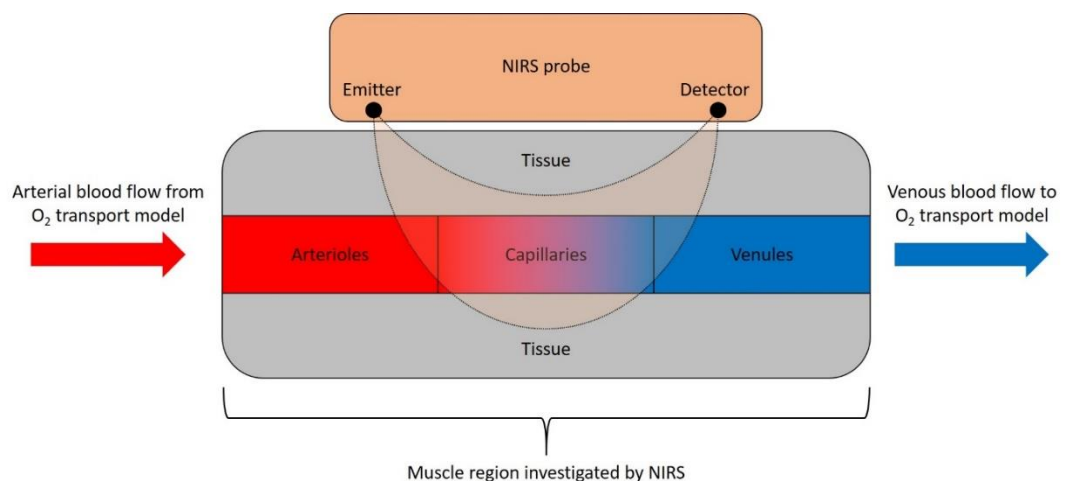 NIRS probe
Emitter
Detector
Tissue
Arterial blood flow from
O₂ transport model
Venous blood flow to
O₂ transport model
Arterioles
Capillaries
Venules
Tissue
Muscle region investigated by NIRS